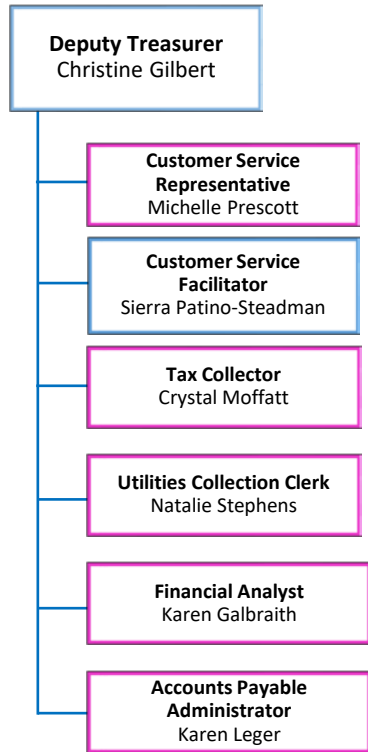 Deputy Treasurer
Christine Gilbert
Customer Service
Representative
Michelle Prescott
Customer Service
Facilitator
Sierra Patino-Steadman
Tax Collector
Crystal Moffatt
Utilities Collection Clerk
Natalie Stephens
Financial Analyst
Karen Galbraith
Accounts Payable
Administrator
Karen Leger